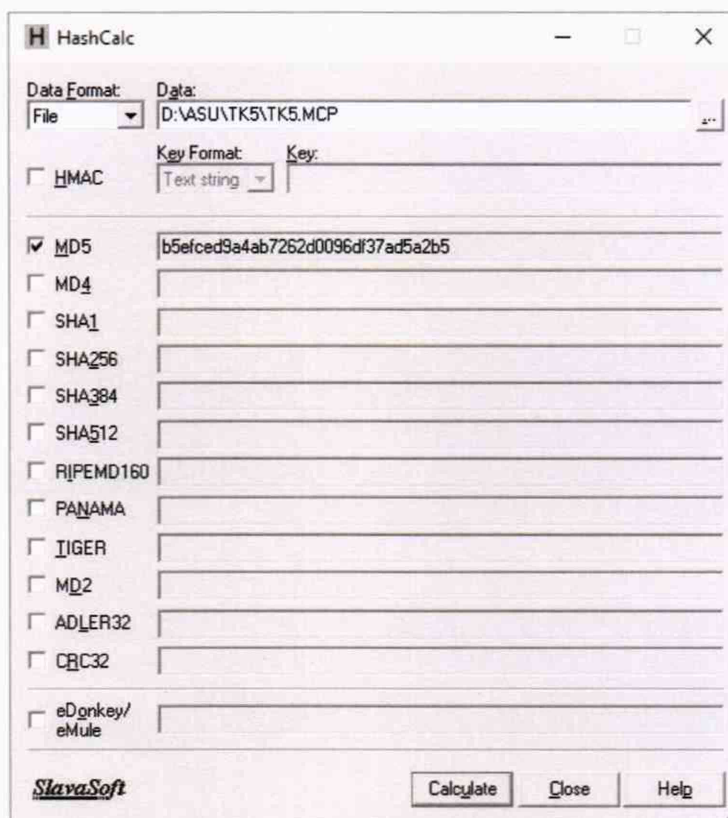 HashCalc
Data Format: Data:
File D:\ASU\TK5\TK5.MCP ...
Key Format: Key:
HMAC Text string
MD5 b5efced9a4ab7262d0096df37ad5a2b5
MD4
SHA1
SHA256
SHA384
SHA512
RIPEMD160
PANAMA
TIGER
MD2
ADLER32
CRC32
eDonkey/
eMule
SlavaSoft Calculate Close Help